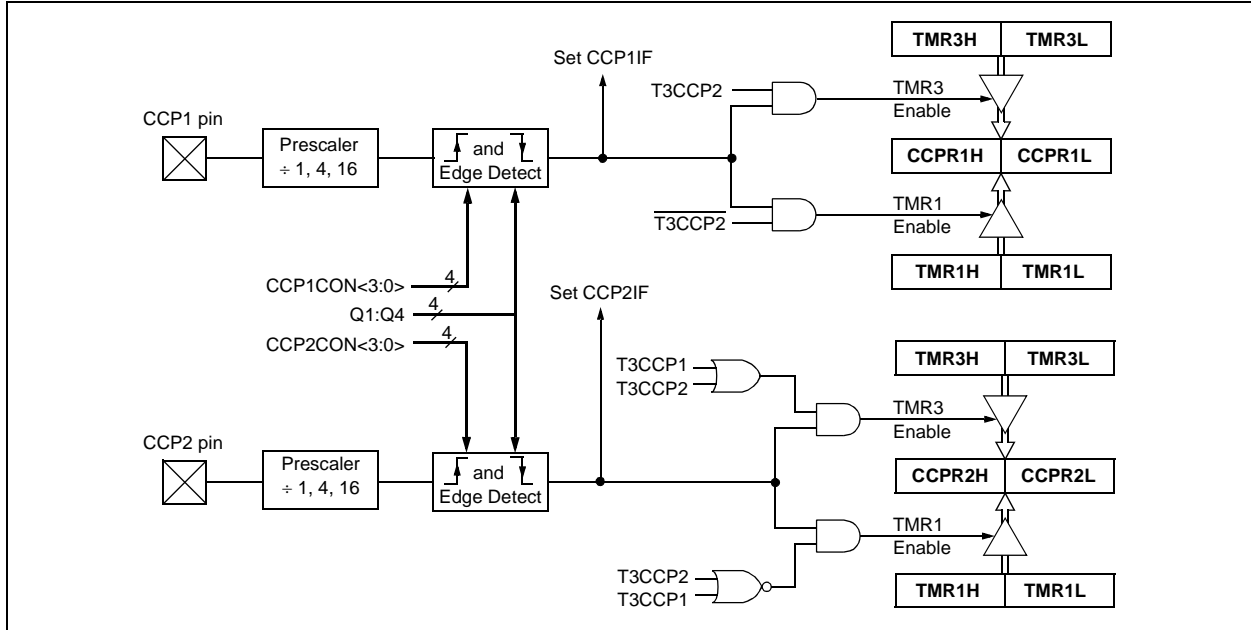 TMR3H TMR3L
Set CCP1IF
T3CCP2
TMR3
Enable
CCP1 pin
Prescaler
÷ 1, 4, 16
and
Edge Detect
CCPR1H CCPR1L
T3CCP2
TMR1
Enable
TMR1H TMR1L
CCP1CON<3:0> 4
Q1:Q4 4
CCP2CON<3:0> 4
Set CCP2IF
TMR3H TMR3L
T3CCP1
T3CCP2
TMR3
Enable
CCP2 pin
Prescaler
÷ 1, 4, 16
and
Edge Detect
CCPR2H CCPR2L
TMR1
Enable
T3CCP2
T3CCP1
TMR1H TMR1L